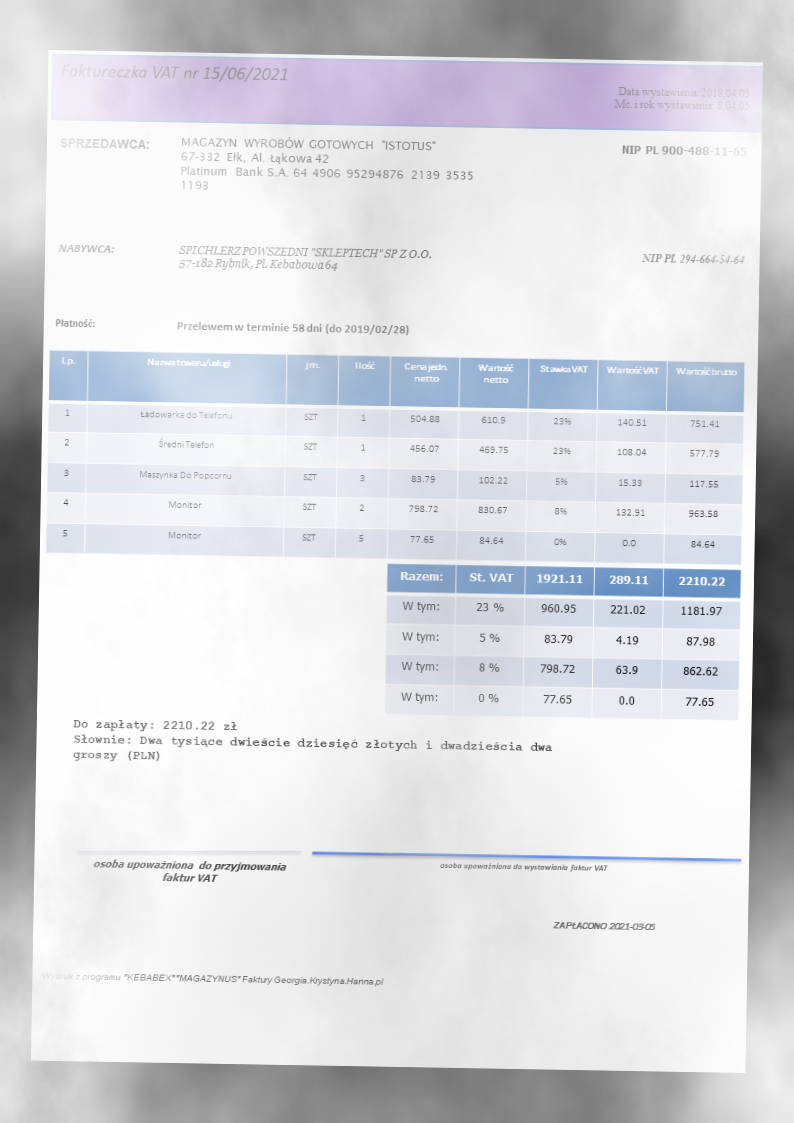 Faktureczka VAT nr 15/06/2021
Data wystawienia: 2018.04.05
Mc. i rok wystawienia: 8.04.05
SPRZEDAWCA: MAGAZYN WYROBÓW GOTOWYCH "ISTOTUS" NIP PL 900-488-11-65
67-332 Ełk, Al. Łąkowa 42
Platinum Bank S.A. 64 4906 95294876 2139 3535
1193
NABYWCA: SPICHLERZ POWSZEDNI "SKLEPTECH" SP Z O.O. NIP PL 294-664-54-64
57-182 Rybnik, Pl. Kebabowa 64
Płatność: Przelewem w terminie 58 dni (do 2019/02/28)
Lp. Nazwa towaru/usługi Jm. Ilość Cena jedn. netto Wartość netto Stawka VAT Wartość VAT Wartość brutto
1 Ładowarka do Telefonu SZT 1 504.88 610.9 23% 140.51 751.41
2 Średni Telefon SZT 1 456.07 469.75 23% 108.04 577.79
3 Maszynka Do Popcornu SZT 3 83.79 102.22 5% 15.33 117.55
4 Monitor SZT 2 798.72 830.67 8% 132.91 963.58
5 Monitor SZT 5 77.65 84.64 0% 0.0 84.64
Razem: St. VAT 1921.11 289.11 2210.22
W tym: 23 % 960.95 221.02 1181.97
W tym: 5 % 83.79 4.19 87.98
W tym: 8 % 798.72 63.9 862.62
W tym: 0 % 77.65 0.0 77.65
Do zapłaty: 2210.22 zł
Słownie: Dwa tysiące dwieście dziesięć złotych i dwadzieścia dwa
groszy (PLN)
osoba upoważniona do przyjmowania
faktur VAT
osoba upoważniona do wystawiania faktur VAT
ZAPŁACONO 2021-03-05
Wydruk z programu "KEBABEX" "MAGAZYNUS" Faktury Georgia.Krystyna.Hanna.pl